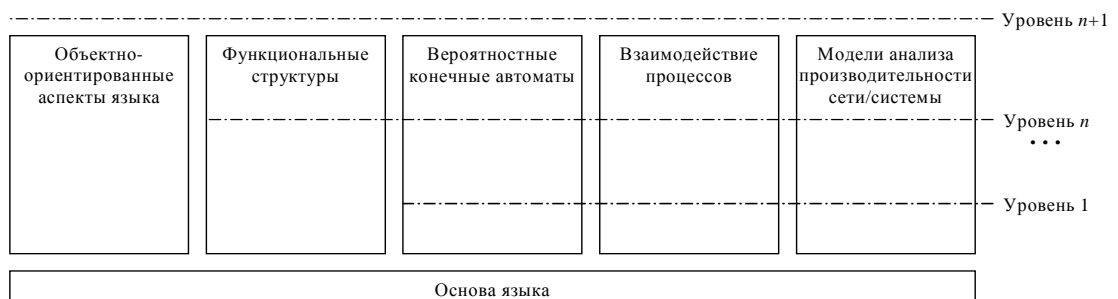 Уровень n+1
Объектно-
ориентированные
аспекты языка
Функциональные
структуры
Вероятностные
конечные автоматы
Взаимодействие
процессов
Модели анализа
производительности
сети/системы
Уровень n
...
Уровень 1
Основа языка